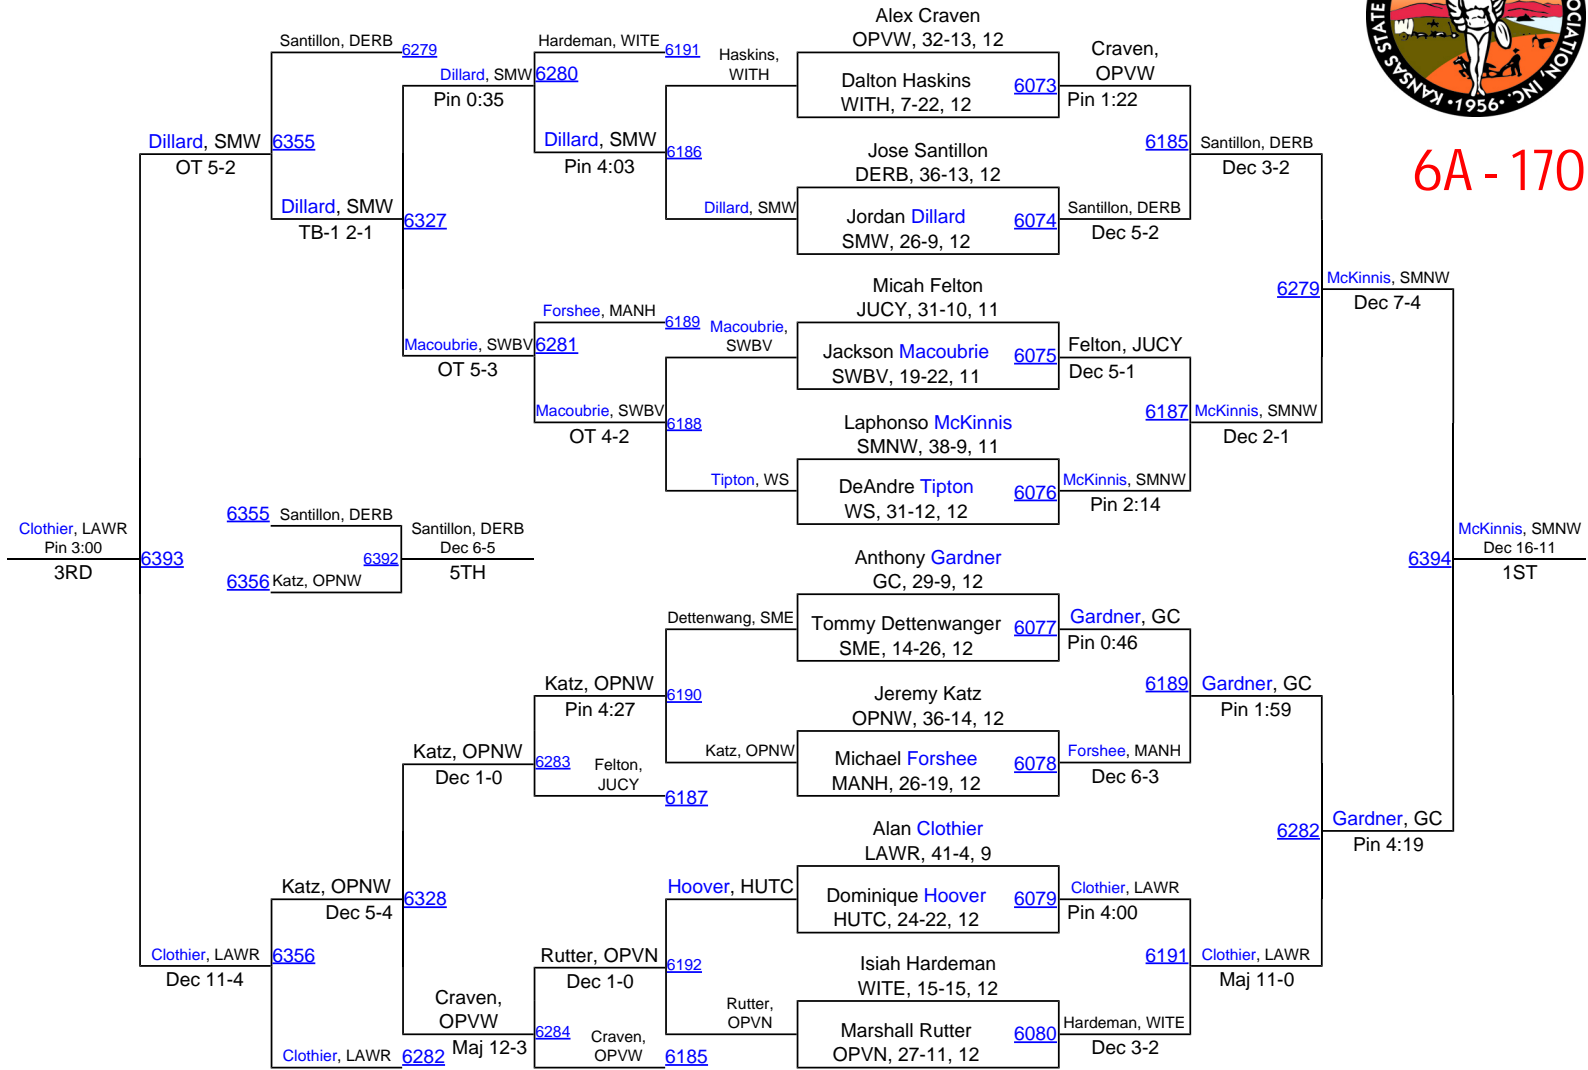 KANSAS STATE
OCIATION, INC.
•1956•
6A - 170
Santillon, DERB
6279
Dillard, SMW
Pin 0:35
6280
Hardeman, WITE
6191
Dillard, SMW
OT 5-2
6355
Dillard, SMW
Pin 4:03
6186
Dillard, SMW
TB-1 2-1
6327
Forshee, MANH
6189
Macoubrie, SWBV
OT 5-3
6281
Macoubrie, SWBV
OT 4-2
6188
Haskins,
WITH
Dillard, SMW
Macoubrie,
SWBV
Tipton, WS
Alex Craven
OPVW, 32-13, 12
Dalton Haskins
WITH, 7-22, 12
6073
Craven,
OPVW
Pin 1:22
Jose Santillon
DERB, 36-13, 12
Jordan Dillard
SMW, 26-9, 12
6074
Santillon, DERB
Dec 5-2
6185
Santillon, DERB
Dec 3-2
Micah Felton
JUCY, 31-10, 11
Jackson Macoubrie
SWBV, 19-22, 11
6075
Felton, JUCY
Dec 5-1
Laphonso McKinnis
SMNW, 38-9, 11
DeAndre Tipton
WS, 31-12, 12
6076
McKinnis, SMNW
Pin 2:14
6187
McKinnis, SMNW
Dec 2-1
6279
McKinnis, SMNW
Dec 7-4
Clothier, LAWR
Pin 3:00
3RD
6393
6355
Santillon, DERB
6356
Katz, OPNW
6392
Santillon, DERB
Dec 6-5
5TH
6394
McKinnis, SMNW
Dec 16-11
1ST
Dettenwang, SME
Katz, OPNW
Pin 4:27
6190
Katz, OPNW
Katz, OPNW
Dec 1-0
6283
Felton,
JUCY
6187
Anthony Gardner
GC, 29-9, 12
Tommy Dettenwanger
SME, 14-26, 12
6077
Gardner, GC
Pin 0:46
Jeremy Katz
OPNW, 36-14, 12
Michael Forshee
MANH, 26-19, 12
6078
Forshee, MANH
Dec 6-3
6189
Gardner, GC
Pin 1:59
6282
Gardner, GC
Pin 4:19
Katz, OPNW
Dec 5-4
6328
Clothier, LAWR
Dec 11-4
6356
Clothier, LAWR
6282
Craven,
OPVW
Maj 12-3
6284
Rutter, OPVN
Dec 1-0
6192
Craven,
OPVW
6185
Hoover, HUTC
Rutter,
OPVN
Alan Clothier
LAWR, 41-4, 9
Dominique Hoover
HUTC, 24-22, 12
6079
Clothier, LAWR
Pin 4:00
Isiah Hardeman
WITE, 15-15, 12
Marshall Rutter
OPVN, 27-11, 12
6080
Hardeman, WITE
Dec 3-2
6191
Clothier, LAWR
Maj 11-0